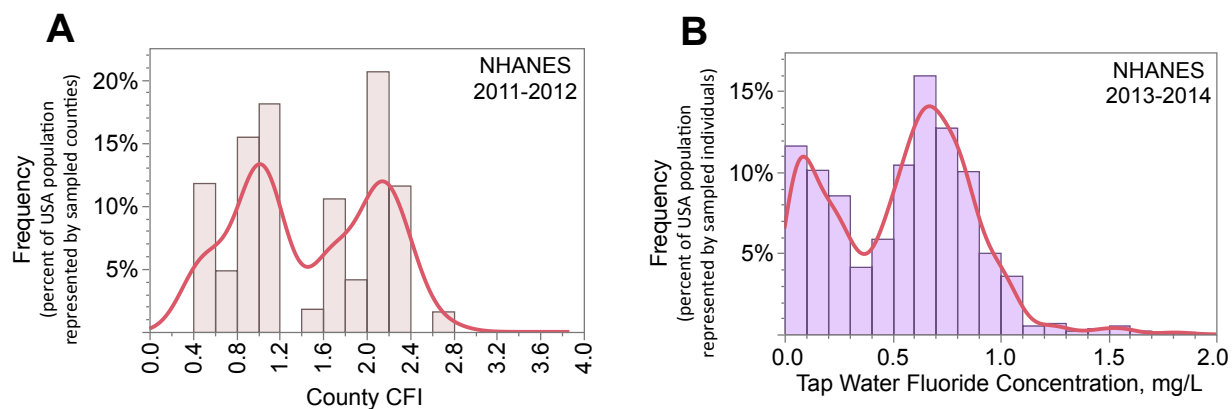 A
NHANES
2011-2012
Frequency
(percent of USA population
represented by sampled counties)
20%
15%
10%
5%
0.0
0.4
0.8
1.2
1.6
2.0
2.4
2.8
3.2
3.6
4.0
County CFI
B
NHANES
2013-2014
Frequency
(percent of USA population
represented by sampled individuals)
15%
10%
5%
0.0
0.5
1.0
1.5
2.0
Tap Water Fluoride Concentration, mg/L